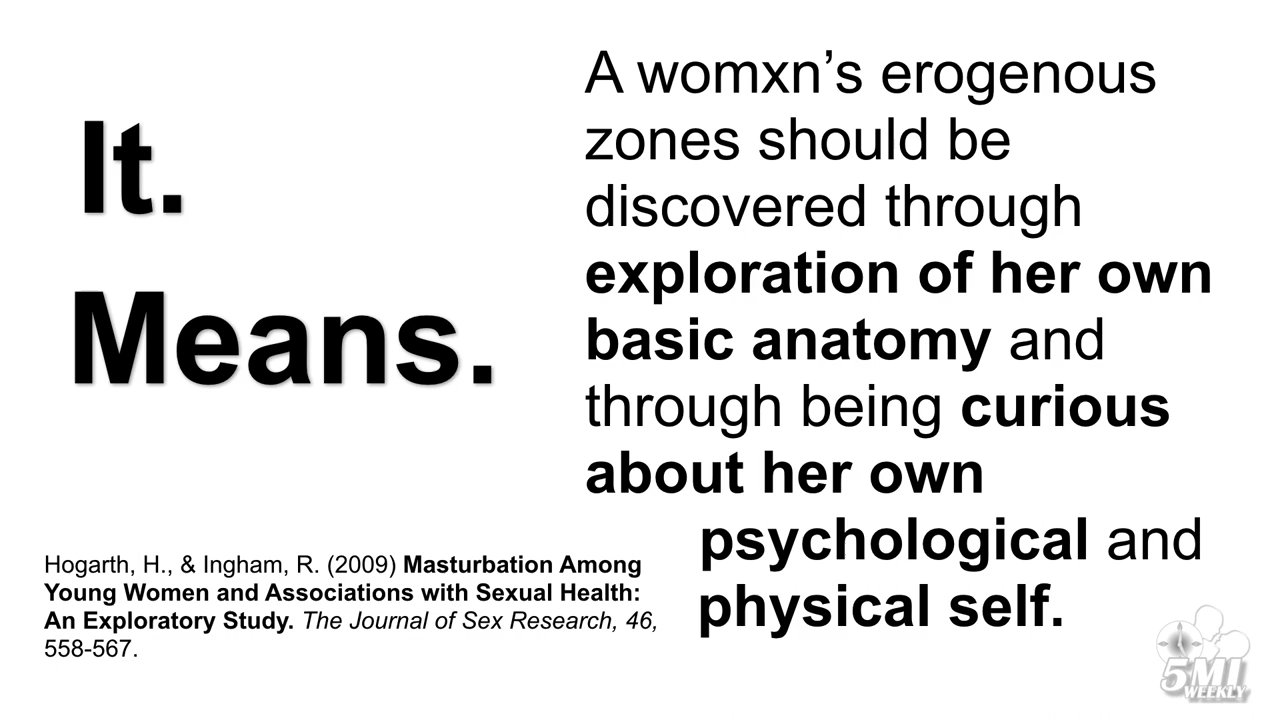 It.
Means.
A womxn’s erogenous
zones should be
discovered through
exploration of her own
basic anatomy and
through being curious
about her own
psychological and
physical self.
Hogarth, H., & Ingham, R. (2009) Masturbation Among
Young Women and Associations with Sexual Health:
An Exploratory Study. The Journal of Sex Research, 46,
558-567.
5MI
WEEKLY